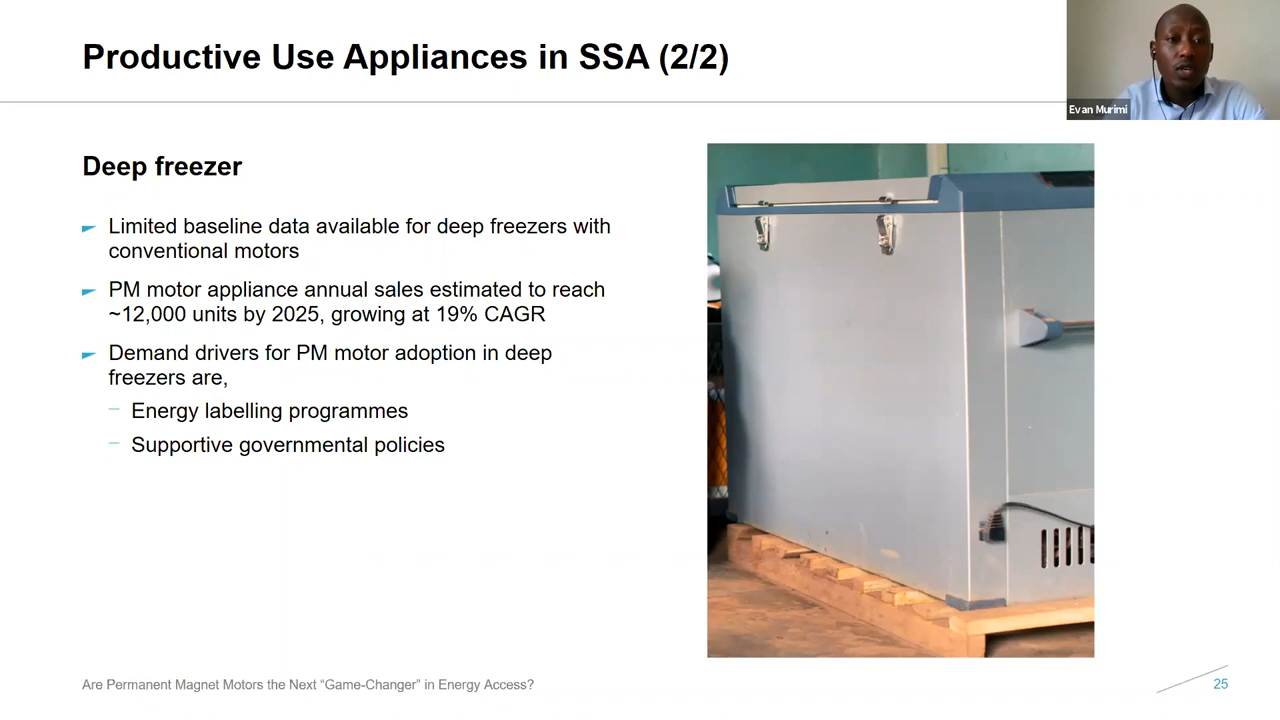 Productive Use Appliances in SSA (2/2)
Evan Murimi
Deep freezer
Limited baseline data available for deep freezers with
conventional motors
PM motor appliance annual sales estimated to reach
~12,000 units by 2025, growing at 19% CAGR
Demand drivers for PM motor adoption in deep
freezers are,
Energy labelling programmes
Supportive governmental policies
Are Permanent Magnet Motors the Next “Game-Changer” in Energy Access?
25